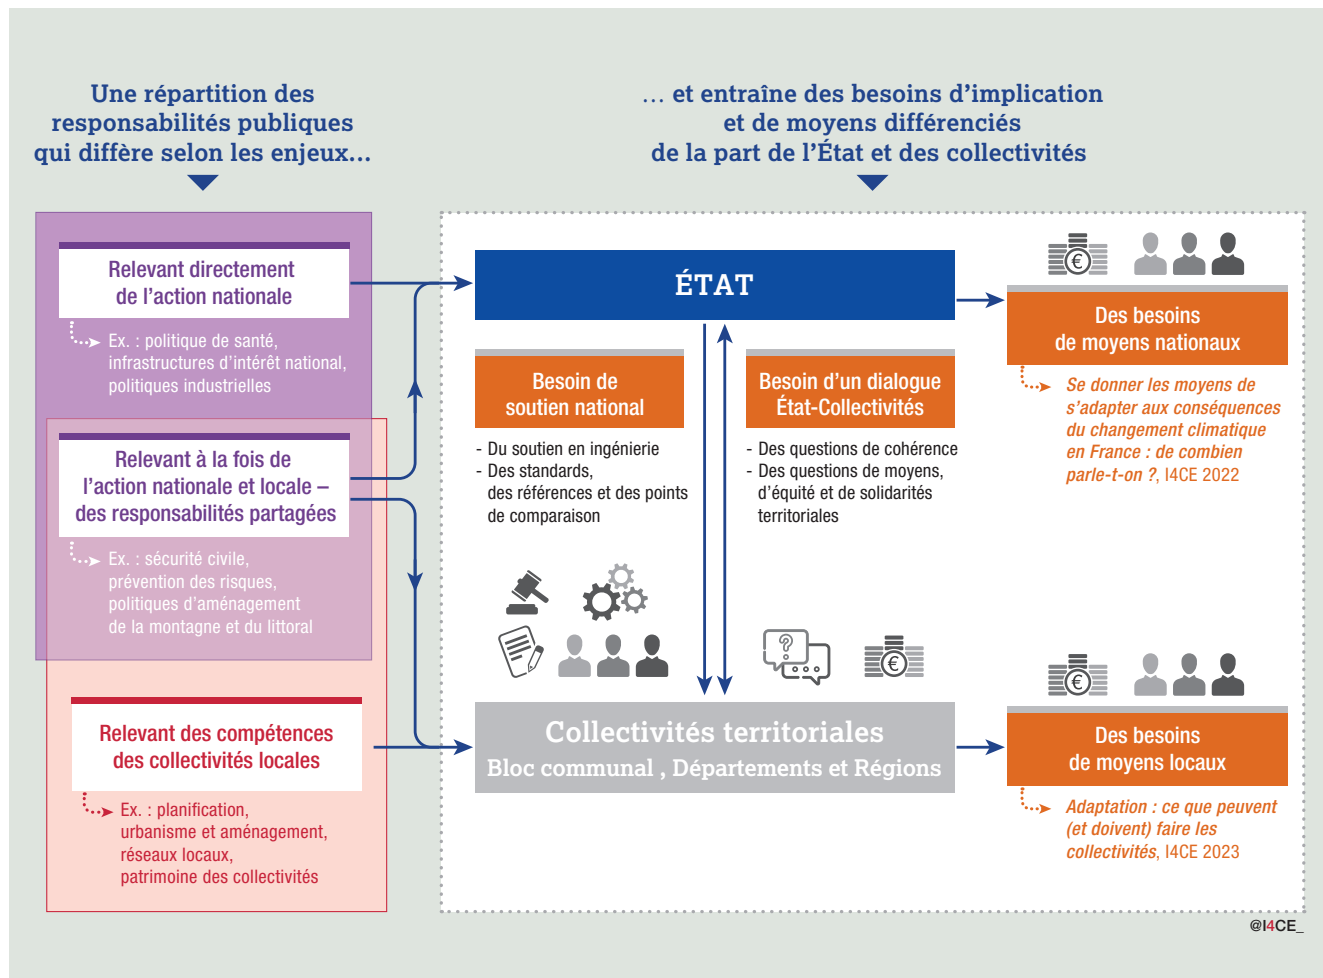 Une répartition des
responsabilités publiques
qui diffère selon les enjeux...
... et entraîne des besoins d'implication
et de moyens différenciés
de la part de l'État et des collectivités
Relevant directement
de l'action nationale
Ex. : politique de santé,
infrastructures d'intérêt national,
politiques industrielles
Relevant à la fois de
l'action nationale et locale –
des responsabilités partagées
Ex. : sécurité civile,
prévention des risques,
politiques d'aménagement
de la montagne et du littoral
Relevant des compétences
des collectivités locales
Ex. : planification,
urbanisme et aménagement,
réseaux locaux,
patrimoine des collectivités
ÉTAT
Besoin de
soutien national
- Du soutien en ingénierie
- Des standards,
des références et des points
de comparaison
Besoin d'un dialogue
État-Collectivités
- Des questions de cohérence
- Des questions de moyens,
d'équité et de solidarités
territoriales
?
€
Collectivités territoriales
Bloc communal , Départements et Régions
€
Des besoins
de moyens nationaux
Se donner les moyens de
s'adapter aux conséquences
du changement climatique
en France : de combien
parle-t-on ?, I4CE 2022
€
Des besoins
de moyens locaux
Adaptation : ce que peuvent
(et doivent) faire les
collectivités, I4CE 2023
@I4CE_